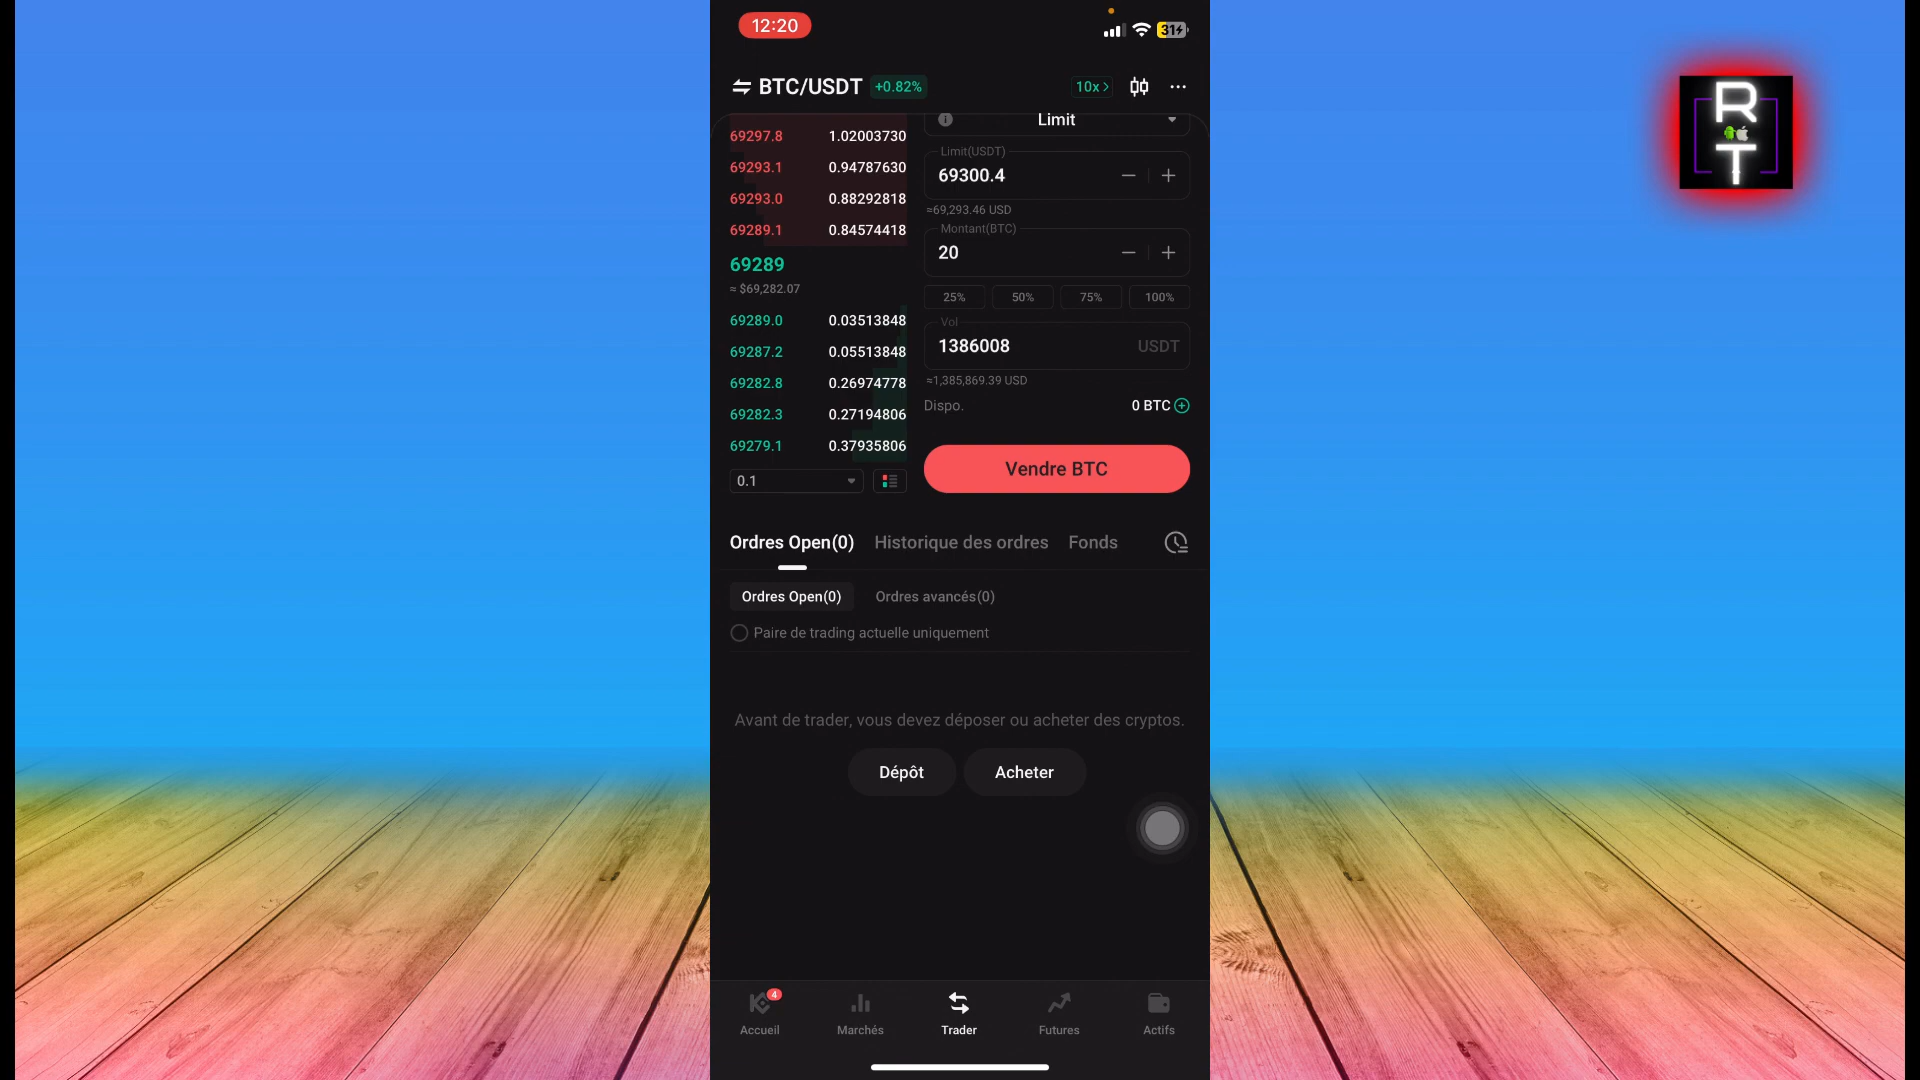 12:20
31
BTC/USDT +0.82% 10x
69297.8 1.02003730
69293.1 0.94787630
69293.0 0.88292818
69289.1 0.84574418
69289
≈ $69,282.07
69289.0 0.03513848
69287.2 0.05513848
69282.8 0.26974778
69282.3 0.27194806
69279.1 0.37935806
0.1
Limit
Limit(USDT)
69300.4
≈69,293.46 USD
Montant(BTC)
20
25% 50% 75% 100%
Vol
1386008 USDT
≈1,385,869.39 USD
Dispo. 0 BTC
Vendre BTC
Ordres Open(0) Historique des ordres Fonds
Ordres Open(0) Ordres avancés(0)
Paire de trading actuelle uniquement
Avant de trader, vous devez déposer ou acheter des cryptos.
Dépôt Acheter
4
Accueil Marchés Trader Futures Actifs
R
T